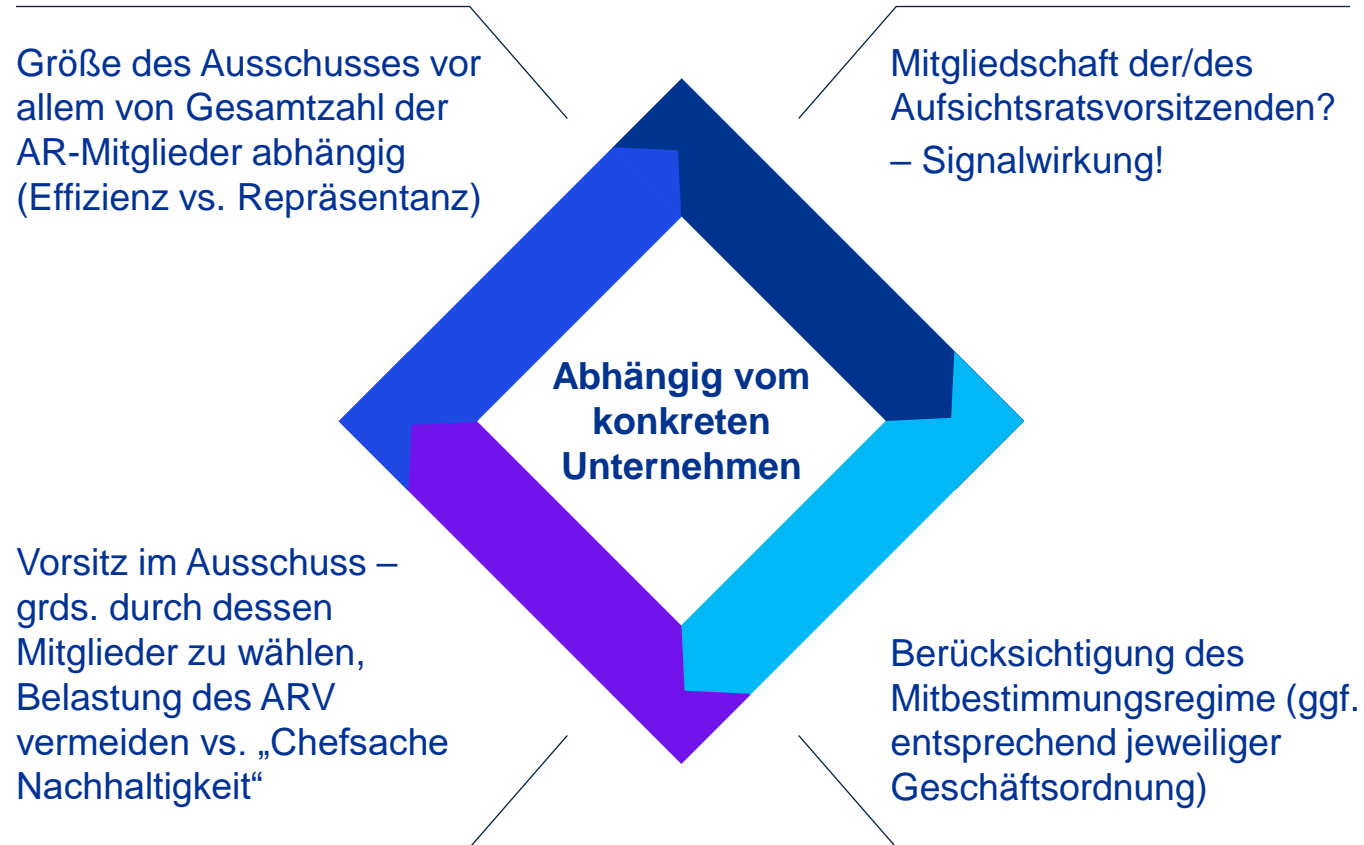 Größe des Ausschusses vor
allem von Gesamtzahl der
AR-Mitglieder abhängig
(Effizienz vs. Repräsentanz)
Mitgliedschaft der/des
Aufsichtsratsvorsitzenden?
– Signalwirkung!
Abhängig vom
konkreten
Unternehmen
Vorsitz im Ausschuss –
grds. durch dessen
Mitglieder zu wählen,
Belastung des ARV
vermeiden vs. „Chefsache
Nachhaltigkeit“
Berücksichtigung des
Mitbestimmungsregime (ggf.
entsprechend jeweiliger
Geschäftsordnung)